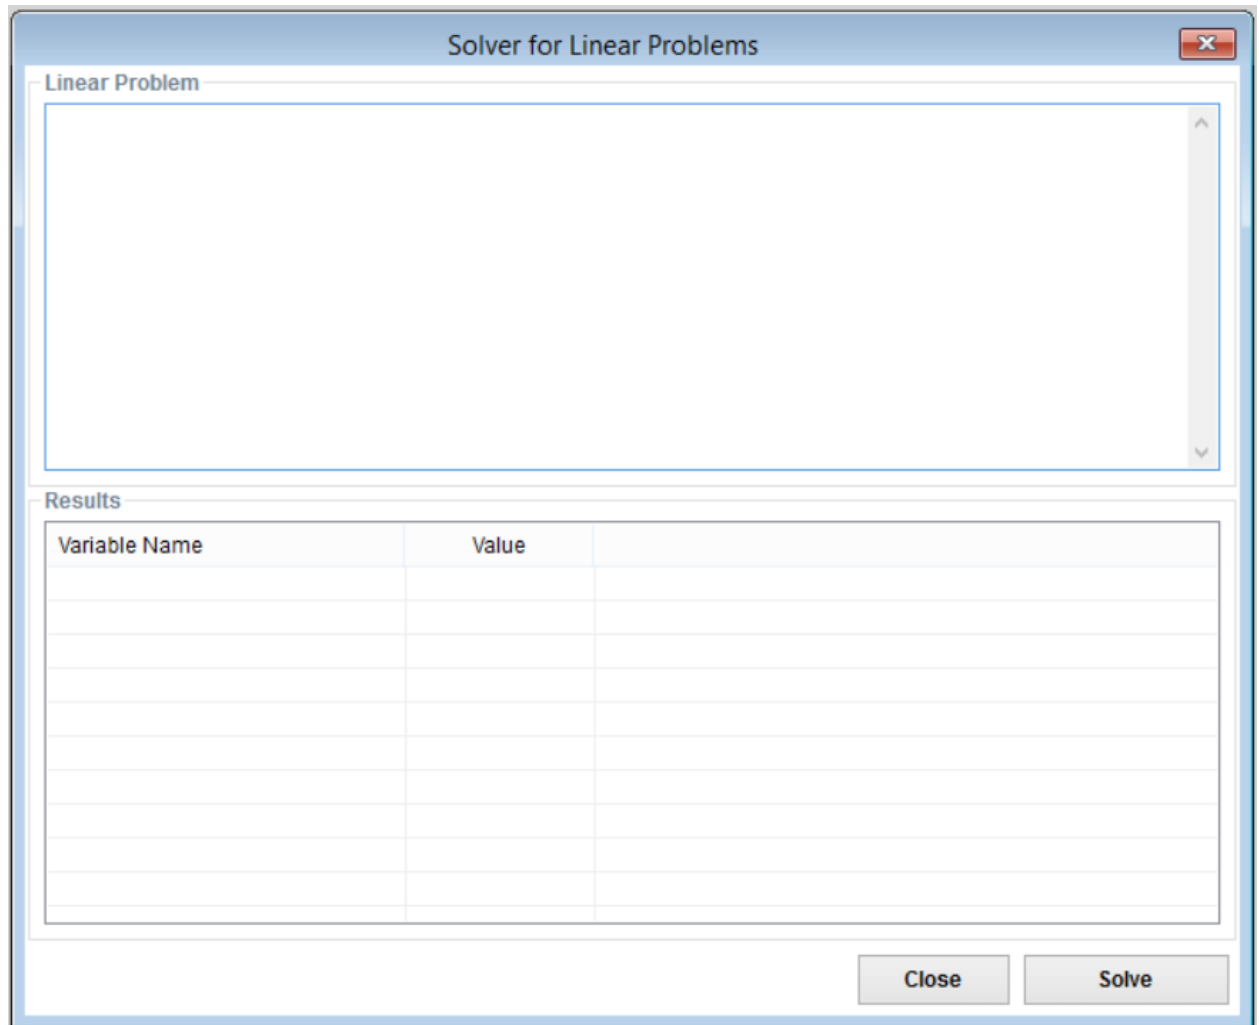 Solver for Linear Problems
Linear Problem
Results
Variable Name Value
Close Solve